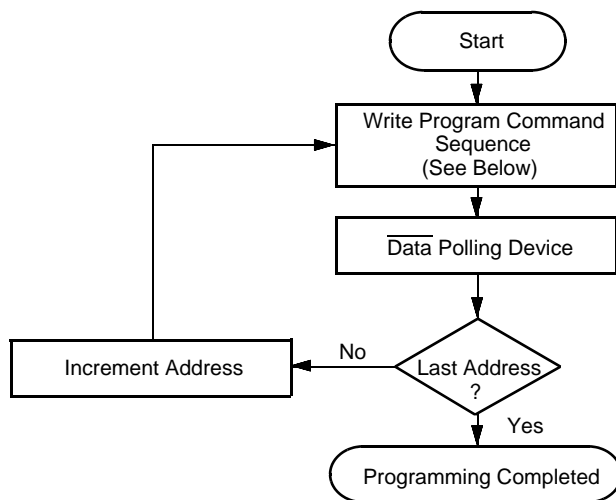 Start
Write Program Command
Sequence
(See Below)
Data Polling Device
Increment Address
No
Last Address
?
Yes
Programming Completed